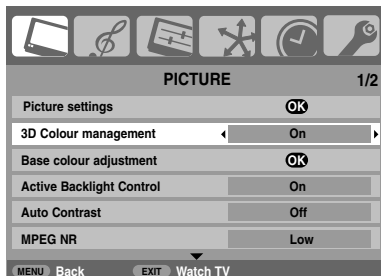 PICTURE 1/2
Picture settings OK
3D Colour management On
Base colour adjustment OK
Active Backlight Control On
Auto Contrast Off
MPEG NR Low
MENU Back EXIT Watch TV